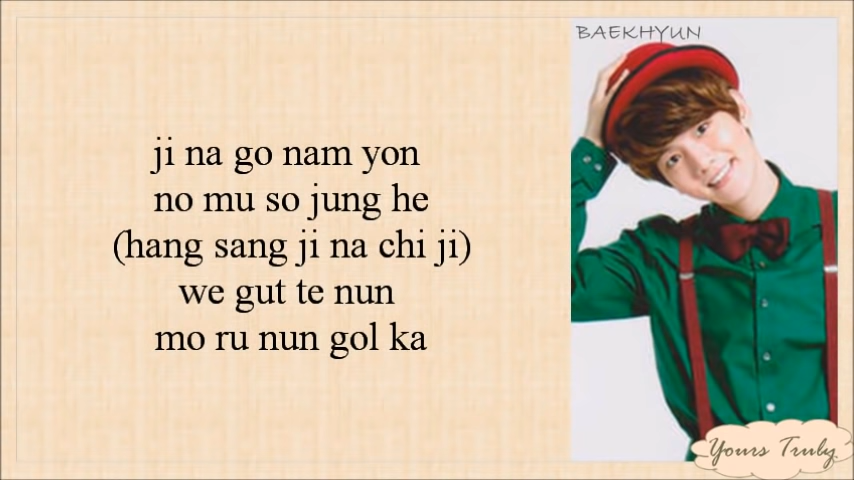 BAEKHYUN
ji na go nam yon
no mu so jung he
(hang sang ji na chi ji)
we gut te nun
mo ru nun gol ka
Yours Truly